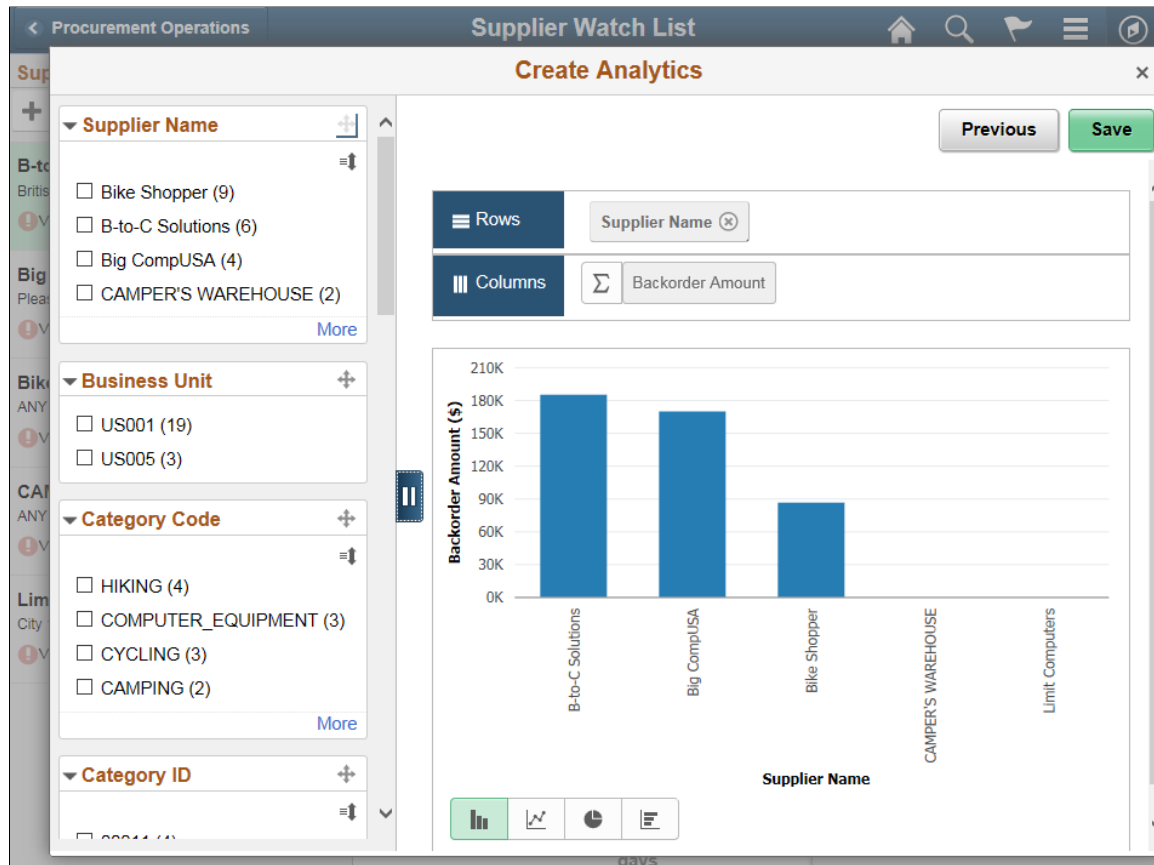 Procurement Operations
Supplier Watch List
Create Analytics
Previous
Save
Supplier Name
Bike Shopper (9)
B-to-C Solutions (6)
Big CompUSA (4)
CAMPER'S WAREHOUSE (2)
More
Business Unit
US001 (19)
US005 (3)
Category Code
HIKING (4)
COMPUTER_EQUIPMENT (3)
CYCLING (3)
CAMPING (2)
More
Category ID
Rows
Supplier Name
Columns
Σ Backorder Amount
Backorder Amount ($)
210K
180K
150K
120K
90K
60K
30K
0K
B-to-C Solutions
Big CompUSA
Bike Shopper
CAMPER'S WAREHOUSE
Limit Computers
Supplier Name
Sup
B-to
Britis
Big
Pleas
Bike
ANY
CAM
ANY
Lim
City
days